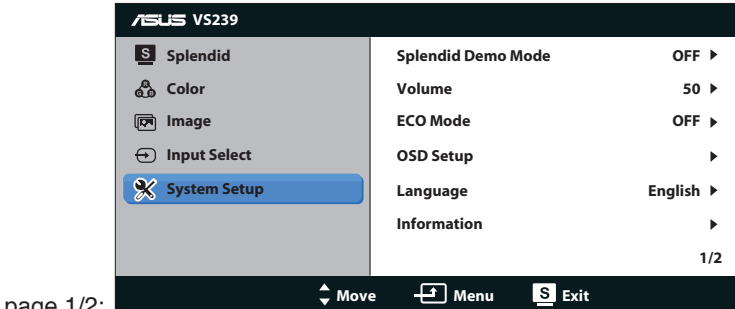 ASUS VS239
S Splendid
Splendid Demo Mode OFF
Color
Volume 50
Image
ECO Mode OFF
Input Select
OSD Setup
System Setup
Language English
Information
1/2
Move Menu S Exit
page 1/2: